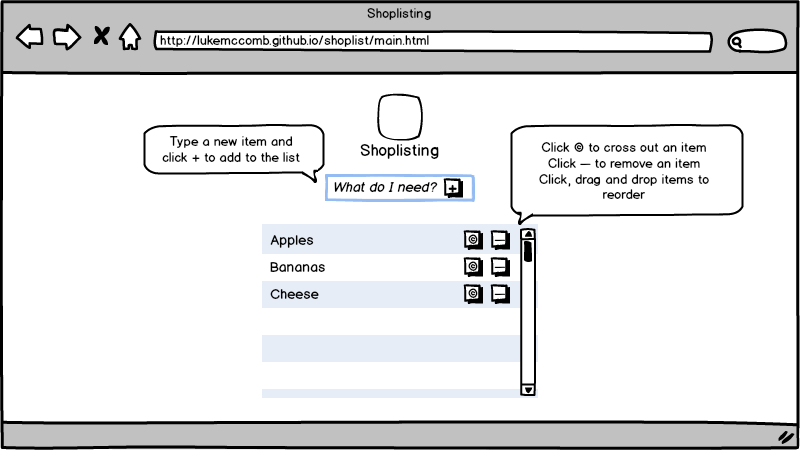 Shoplisting
http://lukemccomb.github.io/shoplist/main.html
Shoplisting
Type a new item and
click + to add to the list
Click © to cross out an item
Click — to remove an item
Click, drag and drop items to
reorder
What do I need? +
Apples © —
Bananas © —
Cheese © —